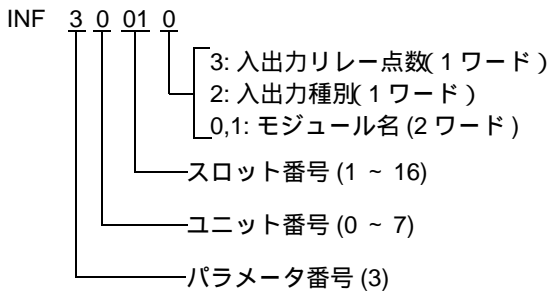 INF 3 0 01 0
3: 入出力リレー点数(1ワード)
2: 入出力種別(1ワード)
0,1: モジュール名 (2 ワード)
スロット番号 (1 ~ 16)
ユニット番号 (0 ~ 7)
パラメータ番号 (3)